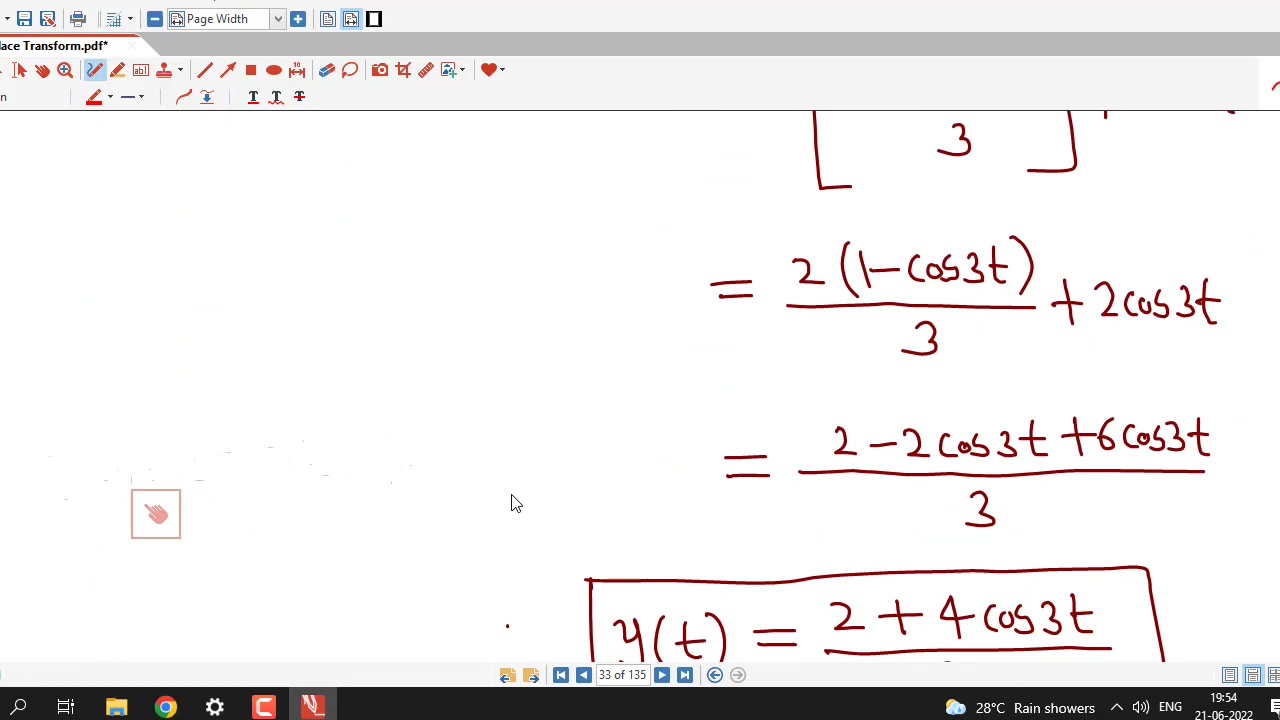 Page Width
lace Transform.pdf*
n
3
= 2 (1-cos3t) / 3 + 2cos3t
= 2 - 2cos3t + 6cos3t / 3
y(t) = 2 + 4cos3t
33 of 135
28°C Rain showers
ENG
19:54
21-06-2022